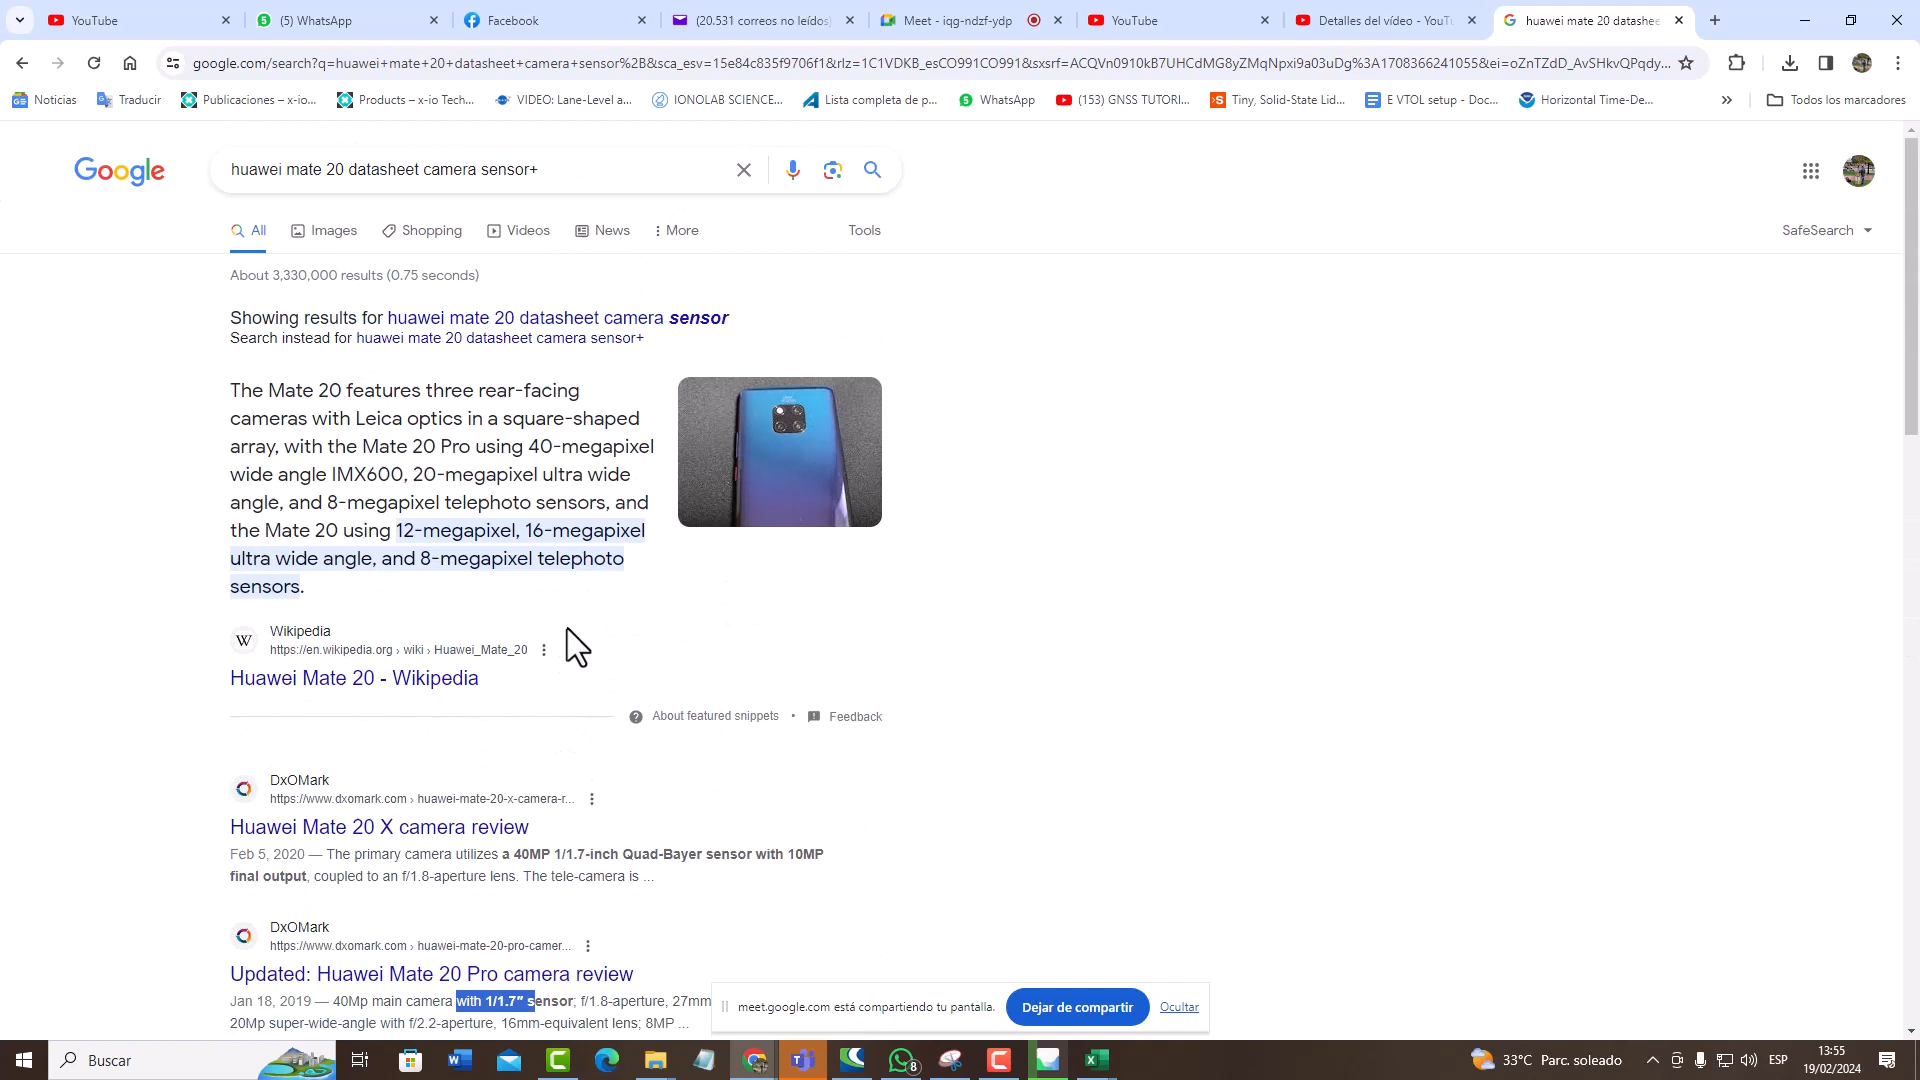 YouTube
(5) WhatsApp
Facebook
(20.531 correos no leídos)
Meet - iqg-ndzf-ydp
YouTube
Detalles del vídeo - YouTu
huawei mate 20 datashee
google.com/search?q=huawei+mate+20+datasheet+camera+sensor%2B&sca_esv=15e84c835f9706f1&rlz=1C1VDKB_esCO991CO991&sxsrf=ACQVn0910kB7UHCdMG8yZMqNpxi9a03uDg%3A1708366241055&ei=oZnTZdD_AvSHkvQPqdy...
Noticias
Traducir
Publicaciones – x-io...
Products – x-io Tech...
VIDEO: Lane-Level a...
IONOLAB SCIENCE...
Lista completa de p...
WhatsApp
(153) GNSS TUTORI...
Tiny, Solid-State Lid...
E VTOL setup - Doc...
Horizontal Time-De...
Todos los marcadores
Google
huawei mate 20 datasheet camera sensor+
All
Images
Shopping
Videos
News
More
Tools
SafeSearch
About 3,330,000 results (0.75 seconds)
Showing results for huawei mate 20 datasheet camera sensor
Search instead for huawei mate 20 datasheet camera sensor+
The Mate 20 features three rear-facing
cameras with Leica optics in a square-shaped
array, with the Mate 20 Pro using 40-megapixel
wide angle IMX600, 20-megapixel ultra wide
angle, and 8-megapixel telephoto sensors, and
the Mate 20 using 12-megapixel, 16-megapixel
ultra wide angle, and 8-megapixel telephoto
sensors.
W
Wikipedia
https://en.wikipedia.org › wiki › Huawei_Mate_20
Huawei Mate 20 - Wikipedia
About featured snippets • Feedback
DxOMark
https://www.dxomark.com › huawei-mate-20-x-camera-r...
Huawei Mate 20 X camera review
Feb 5, 2020 — The primary camera utilizes a 40MP 1/1.7-inch Quad-Bayer sensor with 10MP
final output, coupled to an f/1.8-aperture lens. The tele-camera is ...
DxOMark
https://www.dxomark.com › huawei-mate-20-pro-camer...
Updated: Huawei Mate 20 Pro camera review
Jan 18, 2019 — 40Mp main camera with 1/1.7″ sensor; f/1.8-aperture, 27mm
20Mp super-wide-angle with f/2.2-aperture, 16mm-equivalent lens; 8MP ...
meet.google.com está compartiendo tu pantalla.
Dejar de compartir
Ocultar
Buscar
8
33°C Parc. soleado
ESP
13:55
19/02/2024